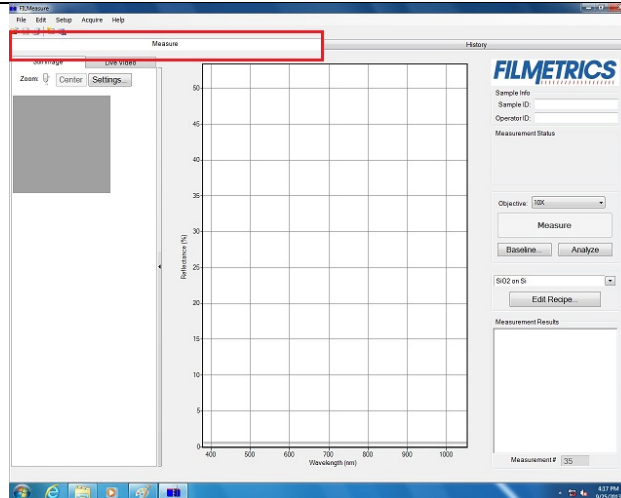 FILMeasure
File Edit Setup Acquire Help
Measure History
Still Image Live Video
Zoom: Center Settings...
FILMETRICS
Sample Info
Sample ID:
Operator ID:
Measurement Status
Objective: 10X
Measure
Baseline... Analyze
SiO2 on Si
Edit Recipe...
Measurement Results
Measurement # 35
Reflectance (%)
50
45
40
35
30
25
20
15
10
5
0
400 500 600 700 800 900 1000
Wavelength (nm)
4:37 PM